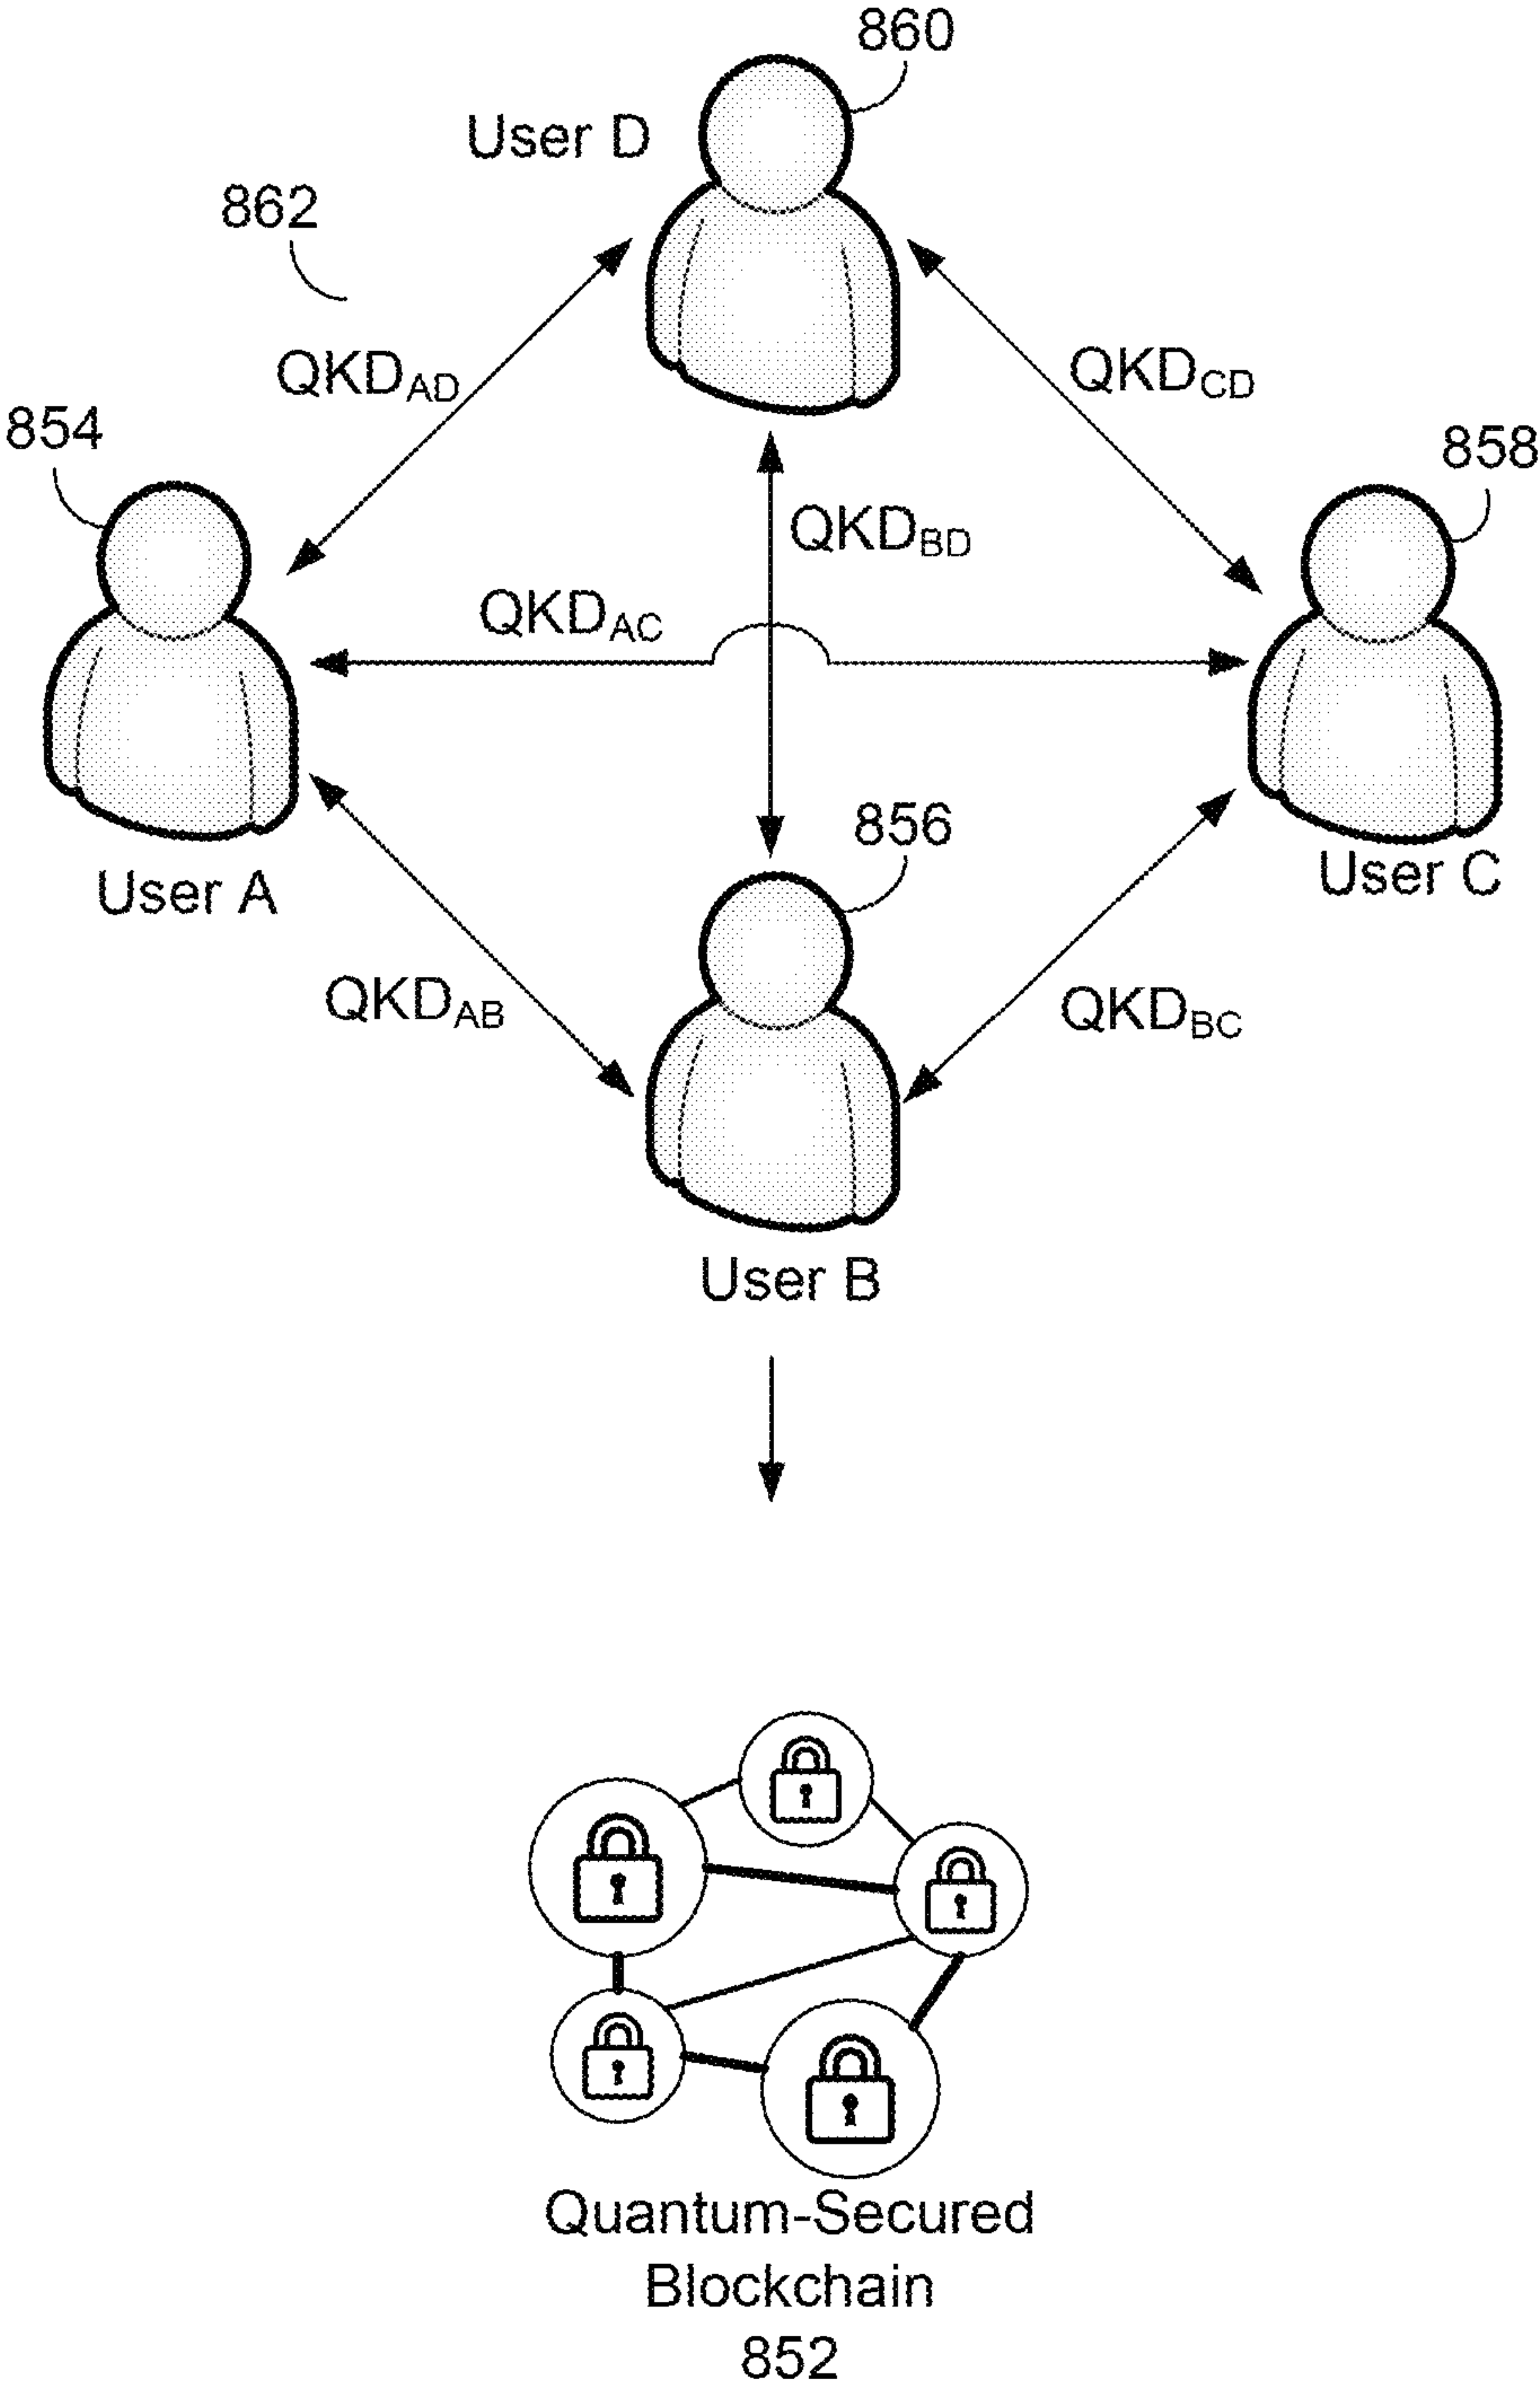 860
User D
862
QKDAD
QKDCD
854
858
QKDBD
QKDAC
856
User A
User C
QKDAB
QKDBC
User B
Quantum-Secured
Blockchain
852